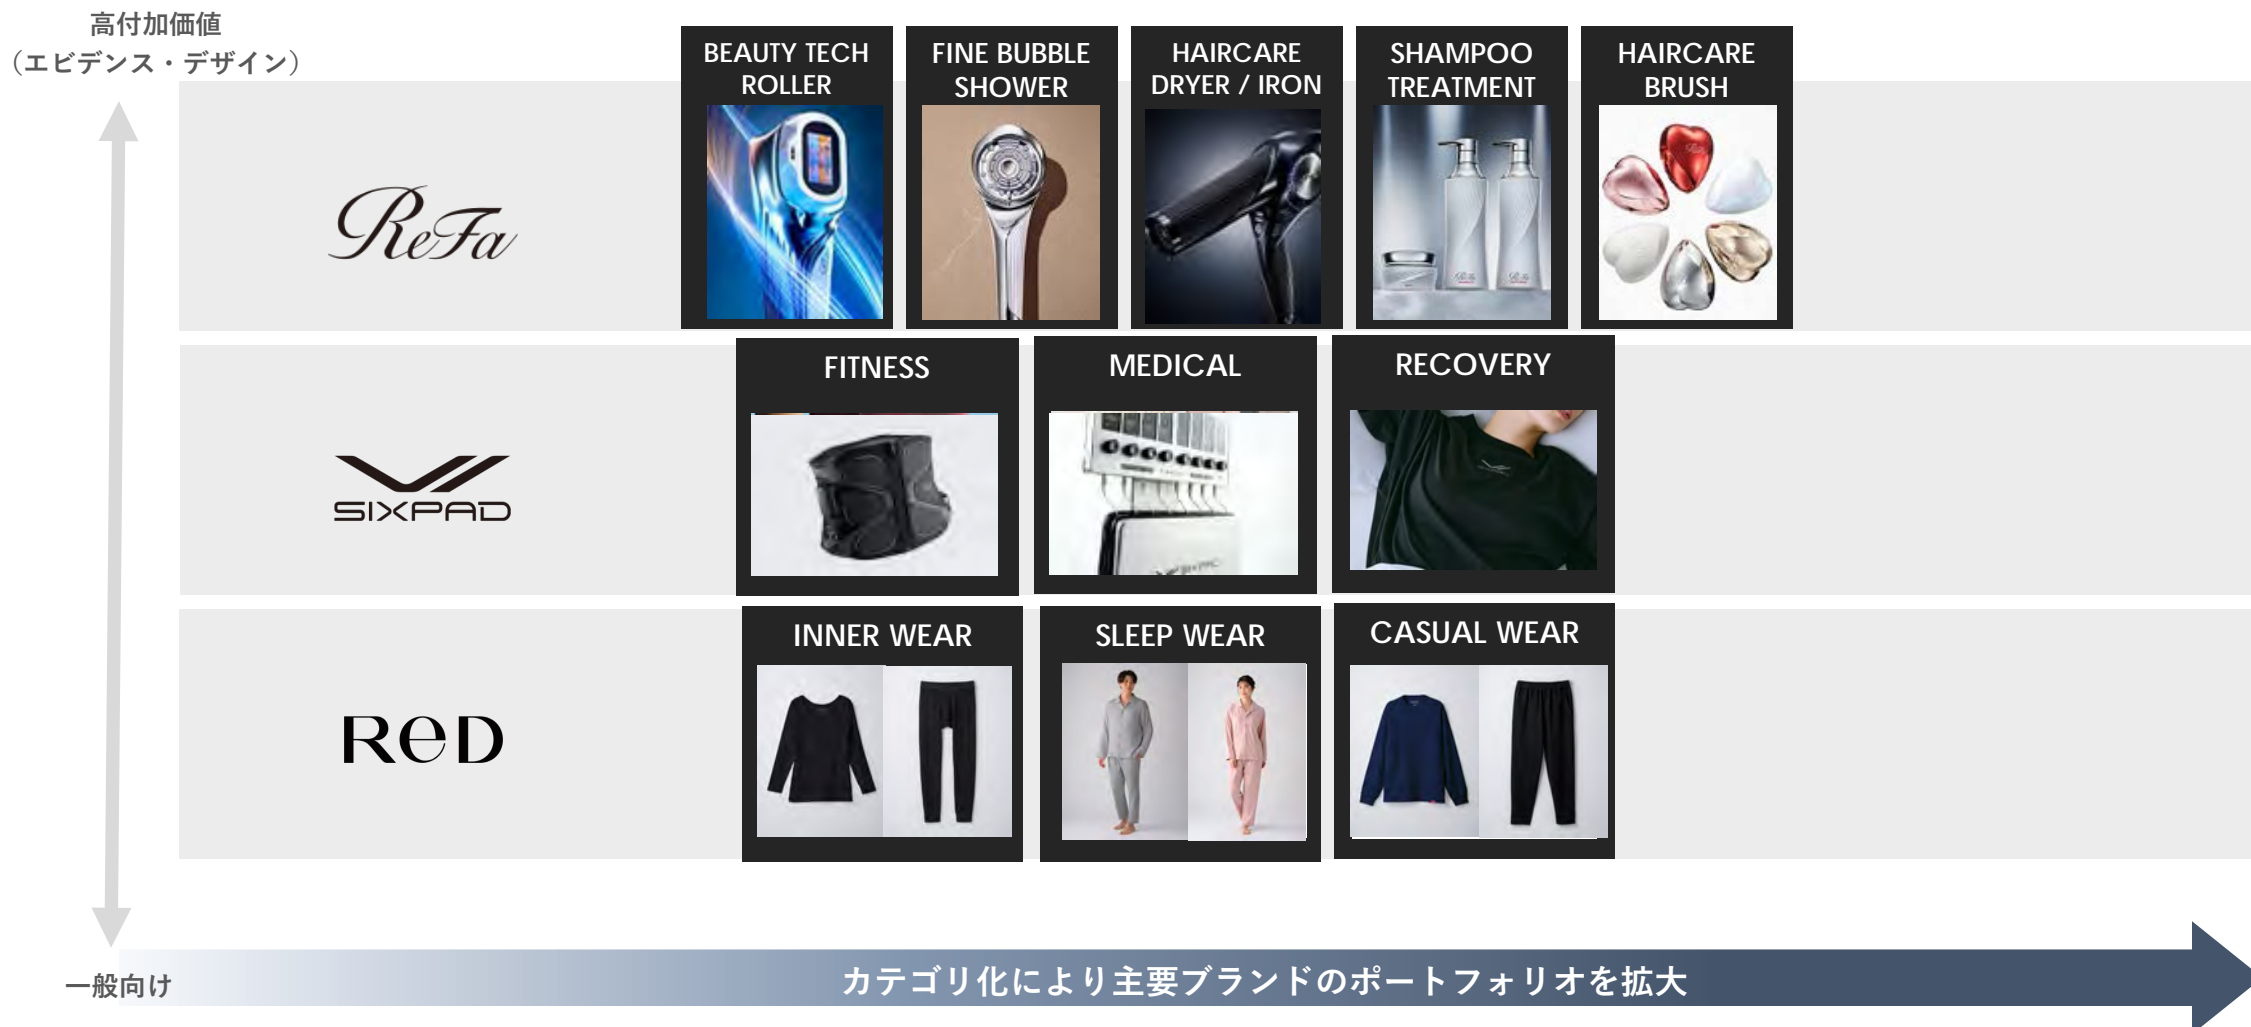 高付加価値
（エビデンス・デザイン）
BEAUTY TECH
ROLLER
FINE BUBBLE
SHOWER
HAIRCARE
DRYER / IRON
SHAMPOO
TREATMENT
HAIRCARE
BRUSH
ReFa
FITNESS
MEDICAL
RECOVERY
SIXPAD
INNER WEAR
SLEEP WEAR
CASUAL WEAR
ReD
一般向け
カテゴリ化により主要ブランドのポートフォリオを拡大